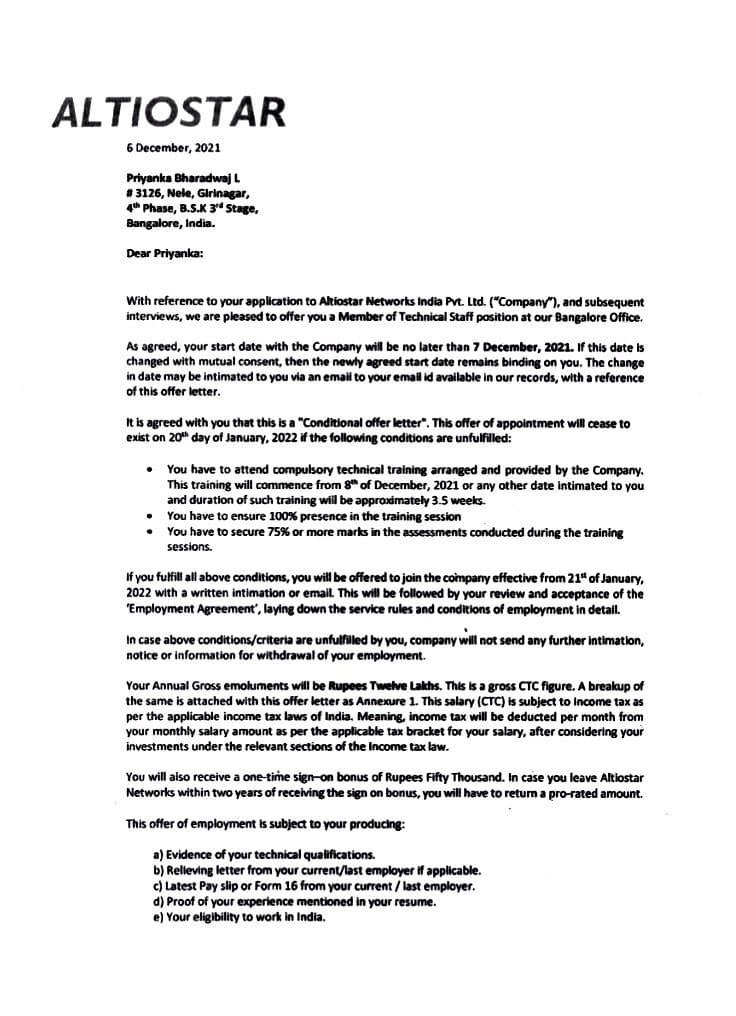 ALTIOSTAR
6 December, 2021
Priyanka Bharadwaj L
# 3126, Nele, Girinagar,
4th Phase, B.S.K 3rd Stage,
Bangalore, India.
Dear Priyanka:
With reference to your application to Altiostar Networks India Pvt. Ltd. ("Company"), and subsequent
interviews, we are pleased to offer you a Member of Technical Staff position at our Bangalore Office.
As agreed, your start date with the Company will be no later than 7 December, 2021. If this date is
changed with mutual consent, then the newly agreed start date remains binding on you. The change
in date may be intimated to you via an email to your email id available in our records, with a reference
of this offer letter.
It is agreed with you that this is a "Conditional offer letter". This offer of appointment will cease to
exist on 20th day of January, 2022 if the following conditions are unfulfilled:
• You have to attend compulsory technical training arranged and provided by the Company.
This training will commence from 8th of December, 2021 or any other date intimated to you
and duration of such training will be approximately 3.5 weeks.
• You have to ensure 100% presence in the training session
• You have to secure 75% or more marks in the assessments conducted during the training
sessions.
If you fulfill all above conditions, you will be offered to join the company effective from 21st of January,
2022 with a written intimation or email. This will be followed by your review and acceptance of the
'Employment Agreement', laying down the service rules and conditions of employment in detail.
In case above conditions/criteria are unfulfilled by you, company will not send any further intimation,
notice or information for withdrawal of your employment.
Your Annual Gross emoluments will be Rupees Twelve Lakhs. This is a gross CTC figure. A breakup of
the same is attached with this offer letter as Annexure 1. This salary (CTC) is subject to Income tax as
per the applicable income tax laws of India. Meaning, income tax will be deducted per month from
your monthly salary amount as per the applicable tax bracket for your salary, after considering your
investments under the relevant sections of the Income tax law.
You will also receive a one-time sign–on bonus of Rupees Fifty Thousand. In case you leave Altiostar
Networks within two years of receiving the sign on bonus, you will have to return a pro-rated amount.
This offer of employment is subject to your producing:
a) Evidence of your technical qualifications.
b) Relieving letter from your current/last employer if applicable.
c) Latest Pay slip or Form 16 from your current / last employer.
d) Proof of your experience mentioned in your resume.
e) Your eligibility to work in India.